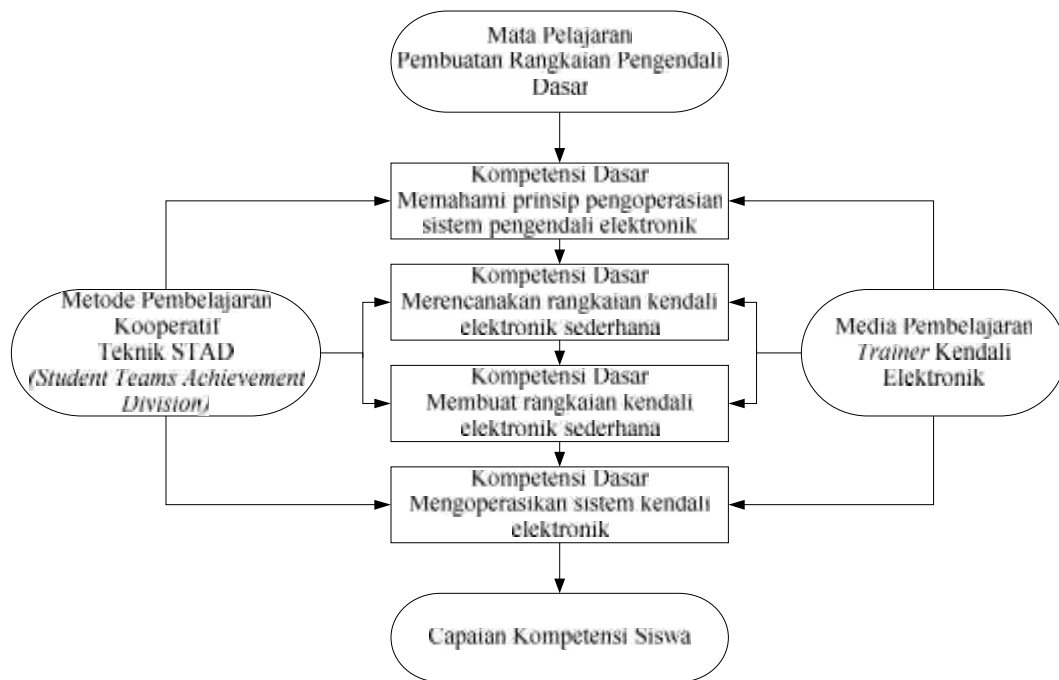 Mata Pelajaran
Pembuatan Rangkaian Pengendali
Dasar
Kompetensi Dasar
Memahami prinsip pengoperasian
sistem pengendali elektronik
Kompetensi Dasar
Merencanakan rangkaian kendali
elektronik sederhana
Metode Pembelajaran
Kooperatif
Teknik STAD
(Student Teams Achievement
Division)
Media Pembelajaran
Trainer Kendali
Elektronik
Kompetensi Dasar
Membuat rangkaian kendali
elektronik sederhana
Kompetensi Dasar
Mengoperasikan sistem kendali
elektronik
Capaian Kompetensi Siswa